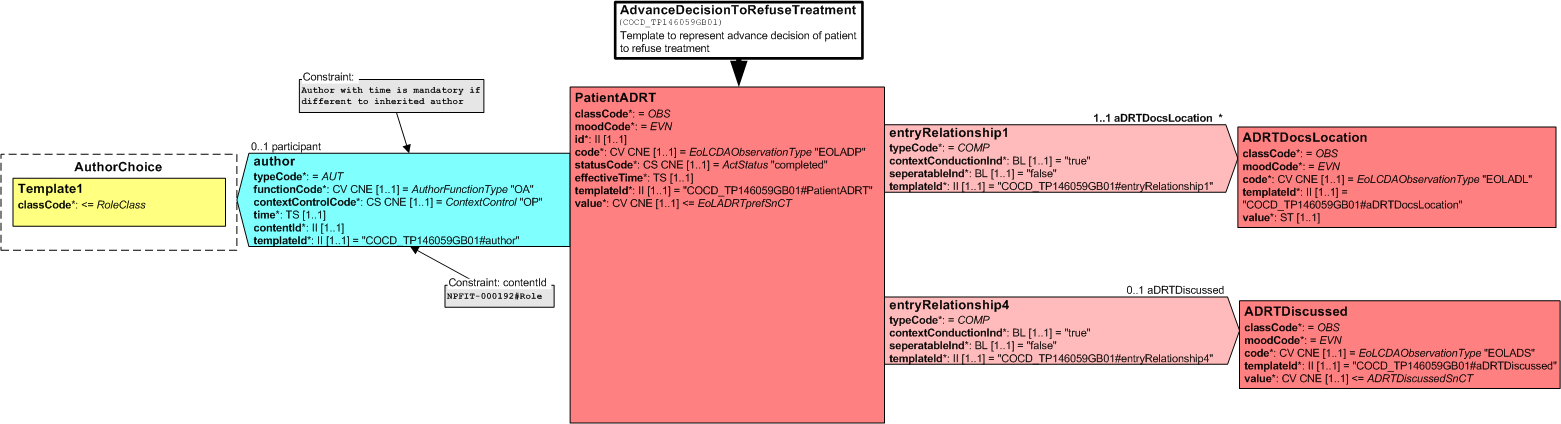 AdvanceDecisionToRefuseTreatment
(COCD_TP146059GB01)
Template to represent advance decision of patient
to refuse treatment
Constraint:
Author with time is mandatory if
different to inherited author
0..1 participant
AuthorChoice
Template1
classCode*: <= RoleClass
author
typeCode*: = AUT
functionCode*: CV CNE [1..1] = AuthorFunctionType "OA"
contextControlCode*: CS CNE [1..1] = ContextControl "OP"
time*: TS [1..1]
contentId*: II [1..1]
templateId*: II [1..1] = "COCD_TP146059GB01#author"
Constraint: contentId
NPFIT-000192#Role
PatientADRT
classCode*: = OBS
moodCode*: = EVN
id*: II [1..1]
code*: CV CNE [1..1] = EoLCDAObservationType "EOLADP"
statusCode*: CS CNE [1..1] = ActStatus "completed"
effectiveTime*: TS [1..1]
templateId*: II [1..1] = "COCD_TP146059GB01#PatientADRT"
value*: CV CNE [1..1] <= EoLADRTprefSnCT
1..1 aDRTDocsLocation *
entryRelationship1
typeCode*: = COMP
contextConductionInd*: BL [1..1] = "true"
seperatableInd*: BL [1..1] = "false"
templateId*: II [1..1] = "COCD_TP146059GB01#entryRelationship1"
ADRTDocsLocation
classCode*: = OBS
moodCode*: = EVN
code*: CV CNE [1..1] = EoLCDAObservationType "EOLADL"
templateId*: II [1..1] =
"COCD_TP146059GB01#aDRTDocsLocation"
value*: ST [1..1]
0..1 aDRTDiscussed
entryRelationship4
typeCode*: = COMP
contextConductionInd*: BL [1..1] = "true"
seperatableInd*: BL [1..1] = "false"
templateId*: II [1..1] = "COCD_TP146059GB01#entryRelationship4"
ADRTDiscussed
classCode*: = OBS
moodCode*: = EVN
code*: CV CNE [1..1] = EoLCDAObservationType "EOLADS"
templateId*: II [1..1] = "COCD_TP146059GB01#aDRTDiscussed"
value*: CV CNE [1..1] <= ADRTDiscussedSnCT